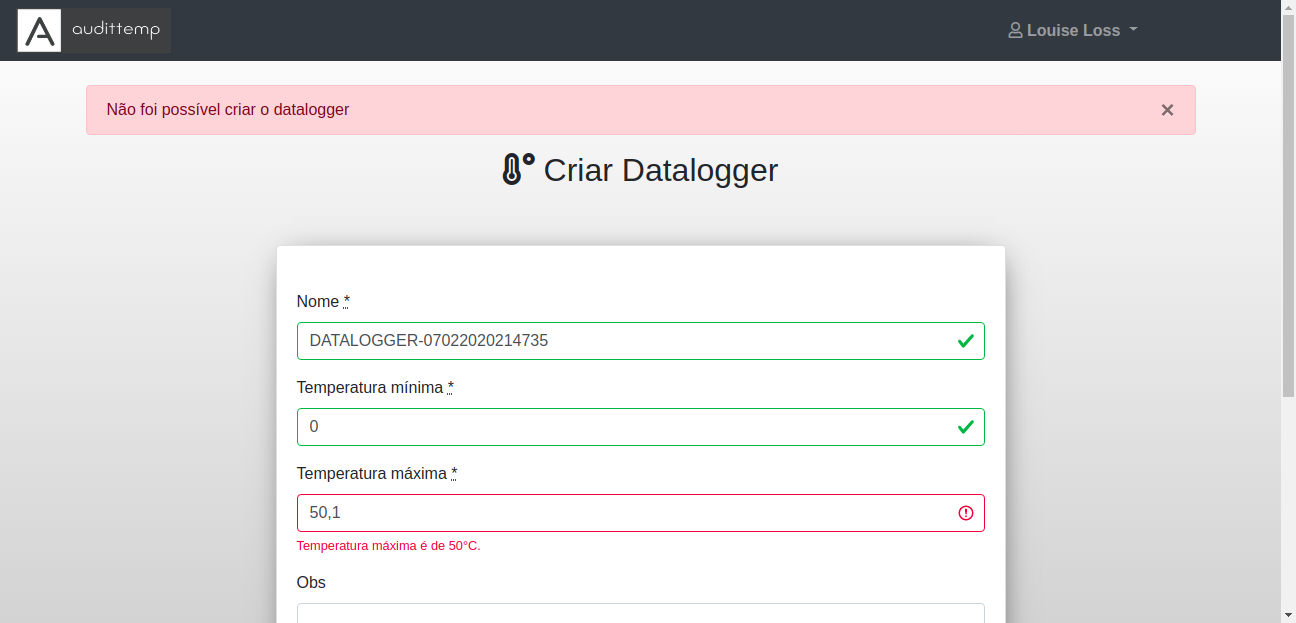 A audittemp
Louise Loss
Não foi possível criar o datalogger ×
Criar Datalogger
Nome *
DATALOGGER-07022020214735
Temperatura mínima *
0
Temperatura máxima *
50,1
Temperatura máxima é de 50°C.
Obs